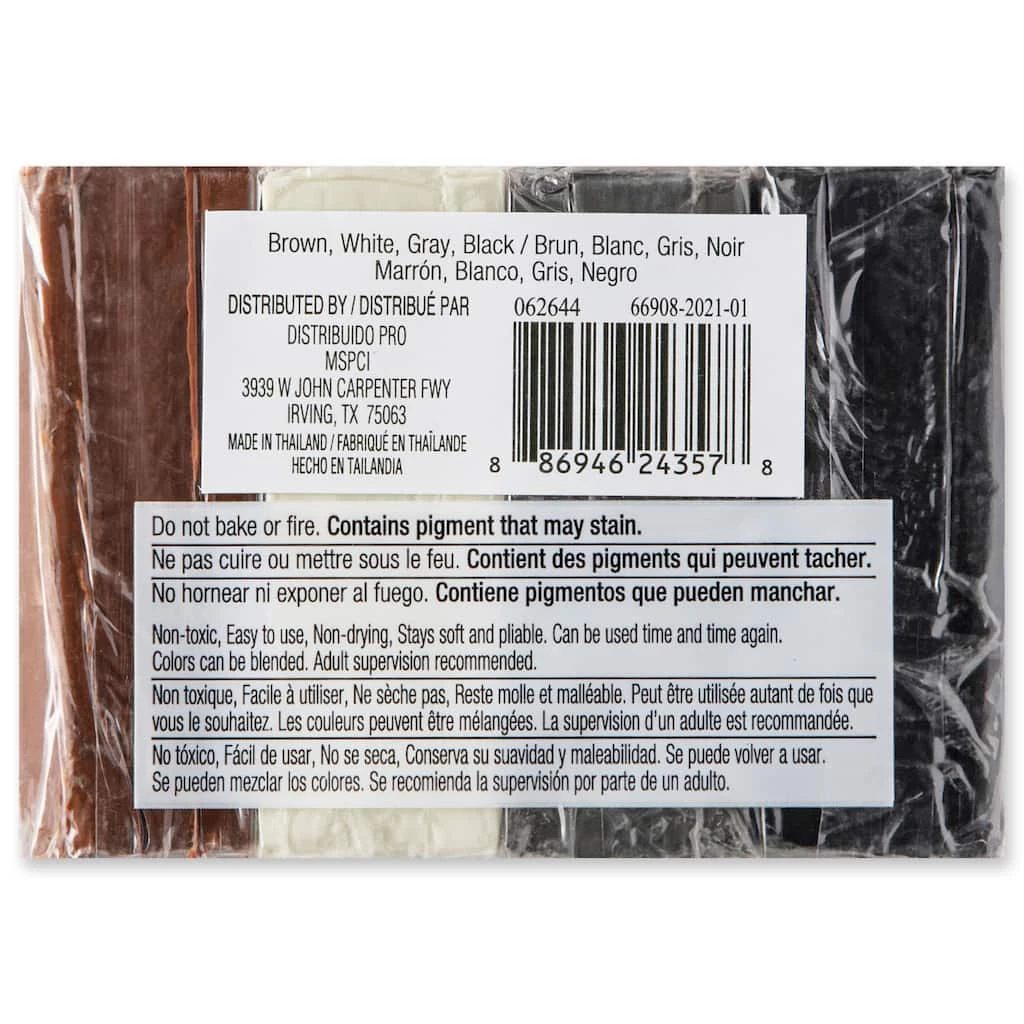 Brown, White, Gray, Black / Brun, Blanc, Gris, Noir
Marrón, Blanco, Gris, Negro
DISTRIBUTED BY / DISTRIBUÉ PAR
DISTRIBUIDO PRO
MSPCI
3939 W JOHN CARPENTER FWY
IRVING, TX 75063
MADE IN THAILAND / FABRIQUÉ EN THAÏLANDE
HECHO EN TAILANDIA
062644 66908-2021-01
8 86946 24357 8
Do not bake or fire. Contains pigment that may stain.
Ne pas cuire ou mettre sous le feu. Contient des pigments qui peuvent tacher.
No hornear ni exponer al fuego. Contiene pigmentos que pueden manchar.
Non-toxic, Easy to use, Non-drying, Stays soft and pliable. Can be used time and time again.
Colors can be blended. Adult supervision recommended.
Non toxique, Facile à utiliser, Ne sèche pas, Reste molle et malléable. Peut être utilisée autant de fois que
vous le souhaitez. Les couleurs peuvent être mélangées. La supervision d'un adulte est recommandée.
No tóxico, Fácil de usar, No se seca, Conserva su suavidad y maleabilidad. Se puede volver a usar.
Se pueden mezclar los colores. Se recomienda la supervisión por parte de un adulto.